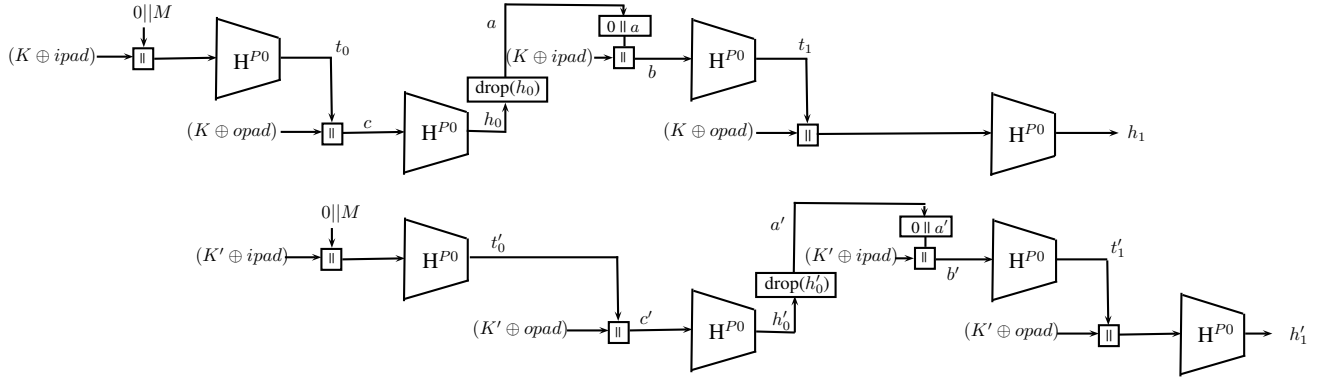 0||M
a
0 || a
(K ⊕ ipad)
||
H^{P0}
t_0
(K ⊕ ipad)
||
b
H^{P0}
t_1
drop(h_0)
(K ⊕ opad)
||
c
H^{P0}
h_0
(K ⊕ opad)
||
H^{P0}
h_1
0||M
a′
0 || a′
(K′ ⊕ ipad)
||
H^{P0}
t′_0
(K′ ⊕ ipad)
||
b′
H^{P0}
t′_1
drop(h′_0)
(K′ ⊕ opad)
||
c′
H^{P0}
h′_0
(K′ ⊕ opad)
||
H^{P0}
h′_1